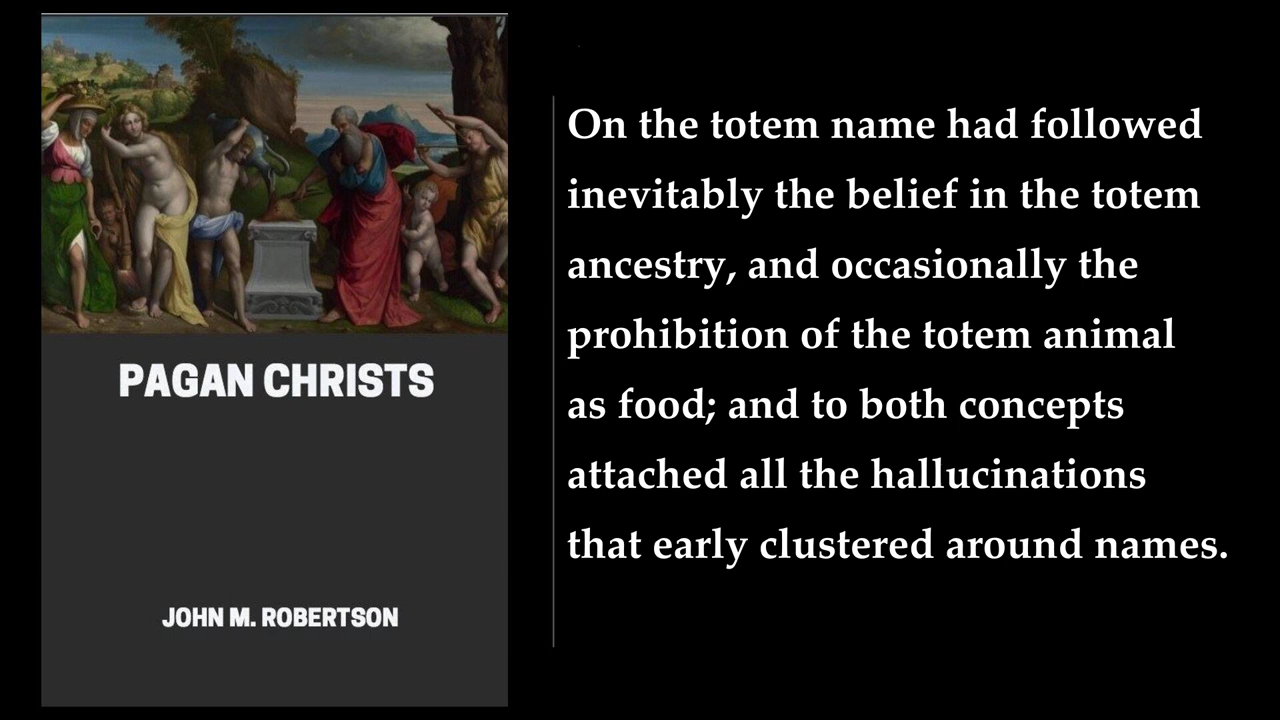 PAGAN CHRISTS
JOHN M. ROBERTSON
On the totem name had followed
inevitably the belief in the totem
ancestry, and occasionally the
prohibition of the totem animal
as food; and to both concepts
attached all the hallucinations
that early clustered around names.